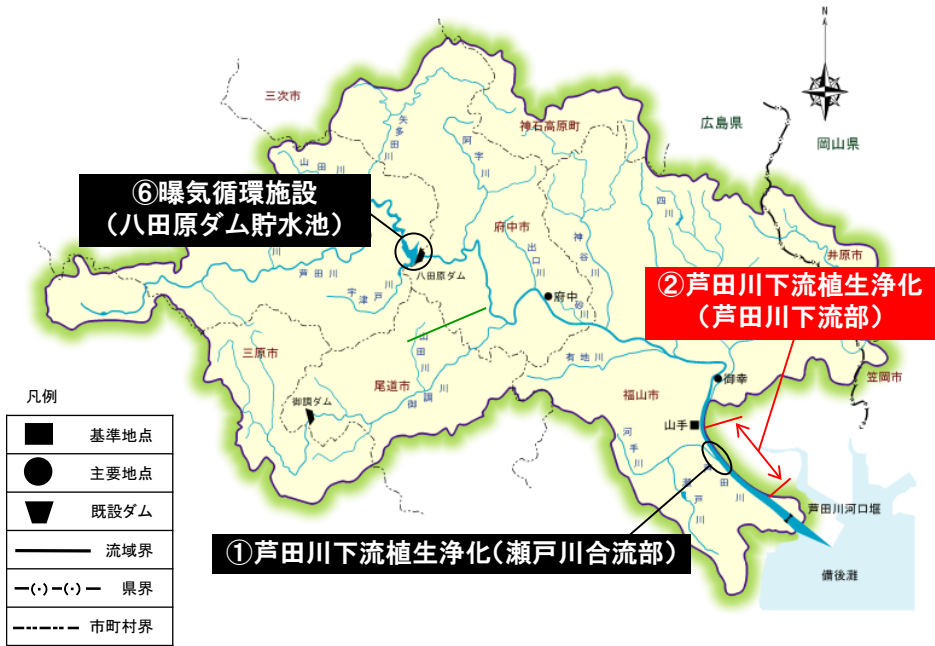 N
三次市
矢多田川
阿字川
神石高原町
広島県
岡山県
山田川
⑥曝気循環施設
（八田原ダム貯水池）
府中市
出口川
神谷川
四川
井原市
芦田川
八田原ダム
宇津戸川
府中
砂川
②芦田川下流植生浄化
（芦田川下流部）
三原市
山田川
有地川
尾道市
御調川
御幸
笠岡市
福山市
御調ダム
凡例
基準地点
主要地点
既設ダム
流域界
県界
市町村界
山手
河手川
瀬戸川
芦田川
芦田川河口堰
①芦田川下流植生浄化（瀬戸川合流部）
備後灘